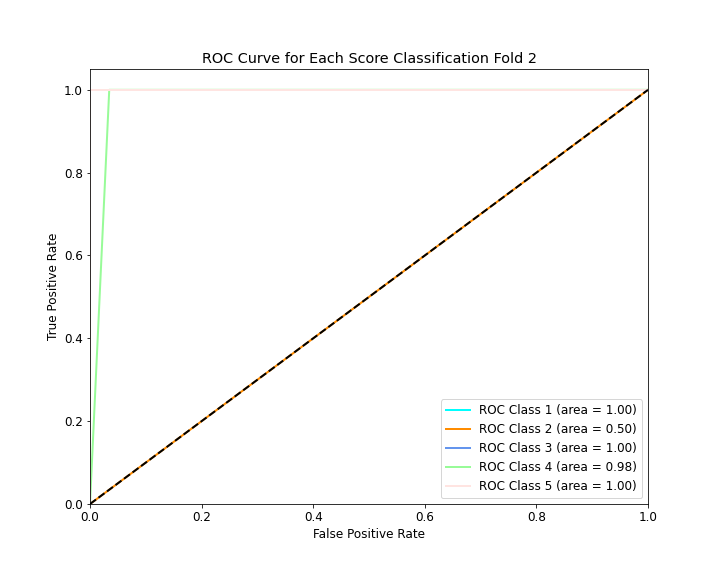 ROC Curve for Each Score Classification Fold 2
True Positive Rate
1.0
0.8
0.6
0.4
0.2
0.0
ROC Class 1 (area = 1.00)
ROC Class 2 (area = 0.50)
ROC Class 3 (area = 1.00)
ROC Class 4 (area = 0.98)
ROC Class 5 (area = 1.00)
0.0 0.2 0.4 0.6 0.8 1.0
False Positive Rate